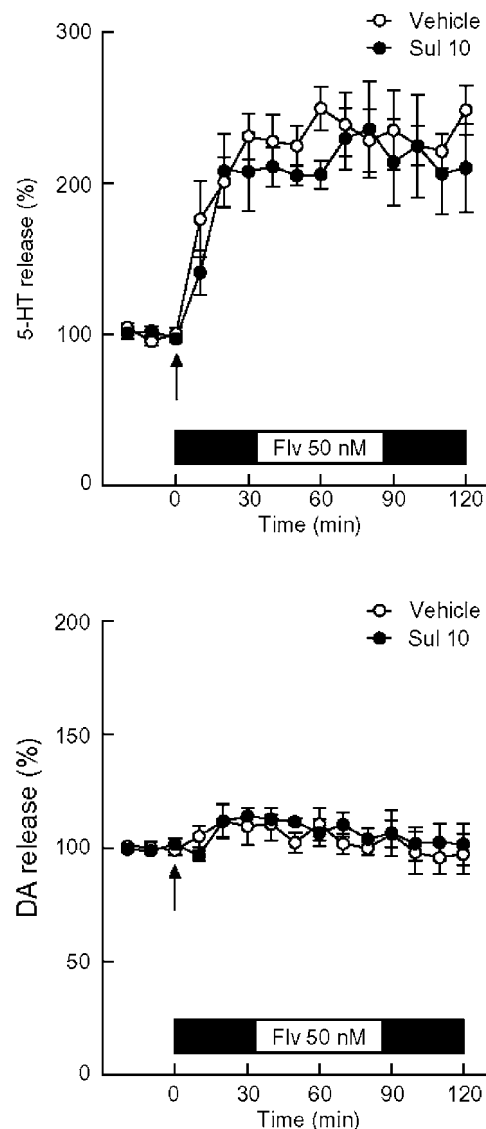 300
Vehicle
Sul 10
200
5-HT release (%)
100
Flv 50 nM
0
0 30 60 90 120
Time (min)
200
Vehicle
Sul 10
150
DA release (%)
100
50
Flv 50 nM
0
0 30 60 90 120
Time (min)